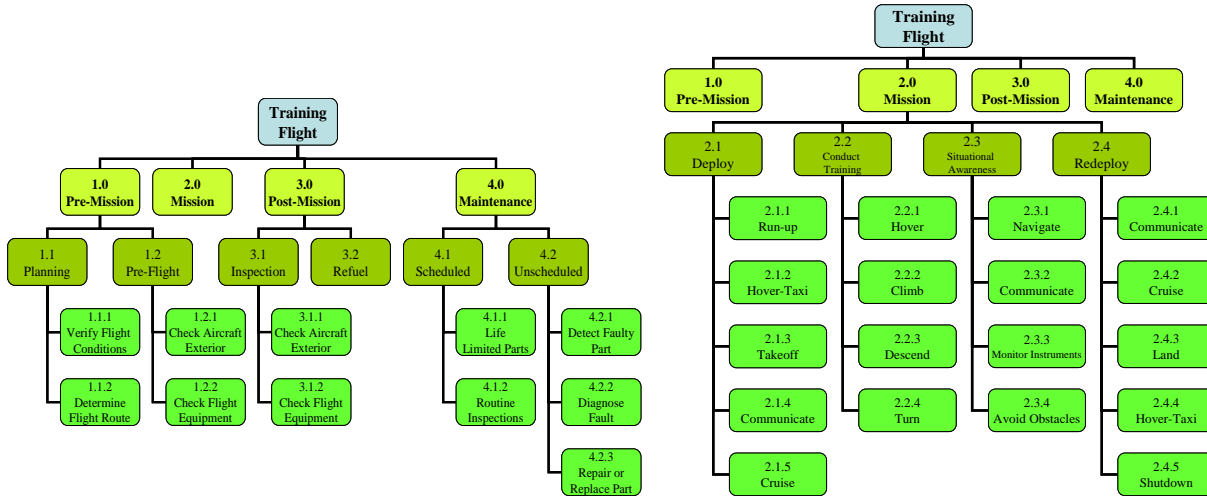 Training
Flight
1.0
Pre-Mission
2.0
Mission
3.0
Post-Mission
4.0
Maintenance
1.1
Planning
1.2
Pre-Flight
3.1
Inspection
3.2
Refuel
4.1
Scheduled
4.2
Unscheduled
1.1.1
Verify Flight
Conditions
1.2.1
Check Aircraft
Exterior
3.1.1
Check Aircraft
Exterior
4.1.1
Life
Limited Parts
4.2.1
Detect Faulty
Part
1.1.2
Determine
Flight Route
1.2.2
Check Flight
Equipment
3.1.2
Check Flight
Equipment
4.1.2
Routine
Inspections
4.2.2
Diagnose
Fault
4.2.3
Repair or
Replace Part
Training
Flight
1.0
Pre-Mission
2.0
Mission
3.0
Post-Mission
4.0
Maintenance
2.1
Deploy
2.2
Conduct
Training
2.3
Situational
Awareness
2.4
Redeploy
2.1.1
Run-up
2.2.1
Hover
2.3.1
Navigate
2.4.1
Communicate
2.1.2
Hover-Taxi
2.2.2
Climb
2.3.2
Communicate
2.4.2
Cruise
2.1.3
Takeoff
2.2.3
Descend
2.3.3
Monitor Instruments
2.4.3
Land
2.1.4
Communicate
2.2.4
Turn
2.3.4
Avoid Obstacles
2.4.4
Hover-Taxi
2.1.5
Cruise
2.4.5
Shutdown